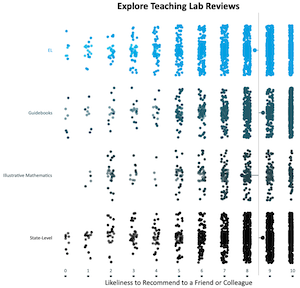 Explore Teaching Lab Reviews
EL
Guidebooks
Illustrative Mathematics
State-Level
0 1 2 3 4 5 6 7 8 9 10
Likeliness to Recommend to a Friend or Colleague